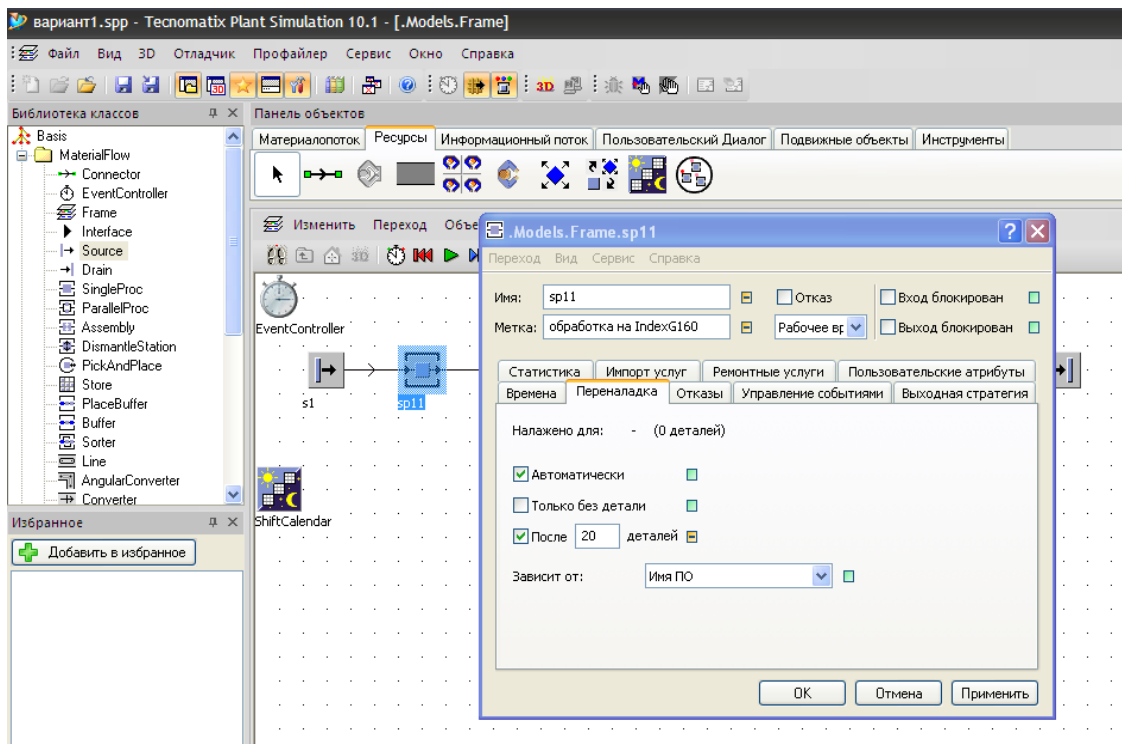 вариант1.spp - Tecnomatix Plant Simulation 10.1 - [.Models.Frame]
Файл Вид 3D Отладчик Профайлер Сервис Окно Справка
3D
Библиотека классов
Панель объектов
Basis
MaterialFlow
Connector
EventController
Frame
Interface
Source
Drain
SingleProc
ParallelProc
Assembly
DismantleStation
PickAndPlace
Store
PlaceBuffer
Buffer
Sorter
Line
AngularConverter
Converter
Избранное
Добавить в избранное
Материалопоток Ресурсы Информационный поток Пользовательский Диалог Подвижные объекты Инструменты
Изменить Переход Объе
EventController
s1
sp11
ShiftCalendar
.Models.Frame.sp11
Переход Вид Сервис Справка
Имя: sp11 Отказ Вход блокирован
Метка: обработка на IndexG160 Рабочее вр Выход блокирован
Статистика Импорт услуг Ремонтные услуги Пользовательские атрибуты
Времена Переналадка Отказы Управление событиями Выходная стратегия
Налажено для: - (0 деталей)
Автоматически
Только без детали
После 20 деталей
Зависит от: Имя ПО
OK Отмена Применить